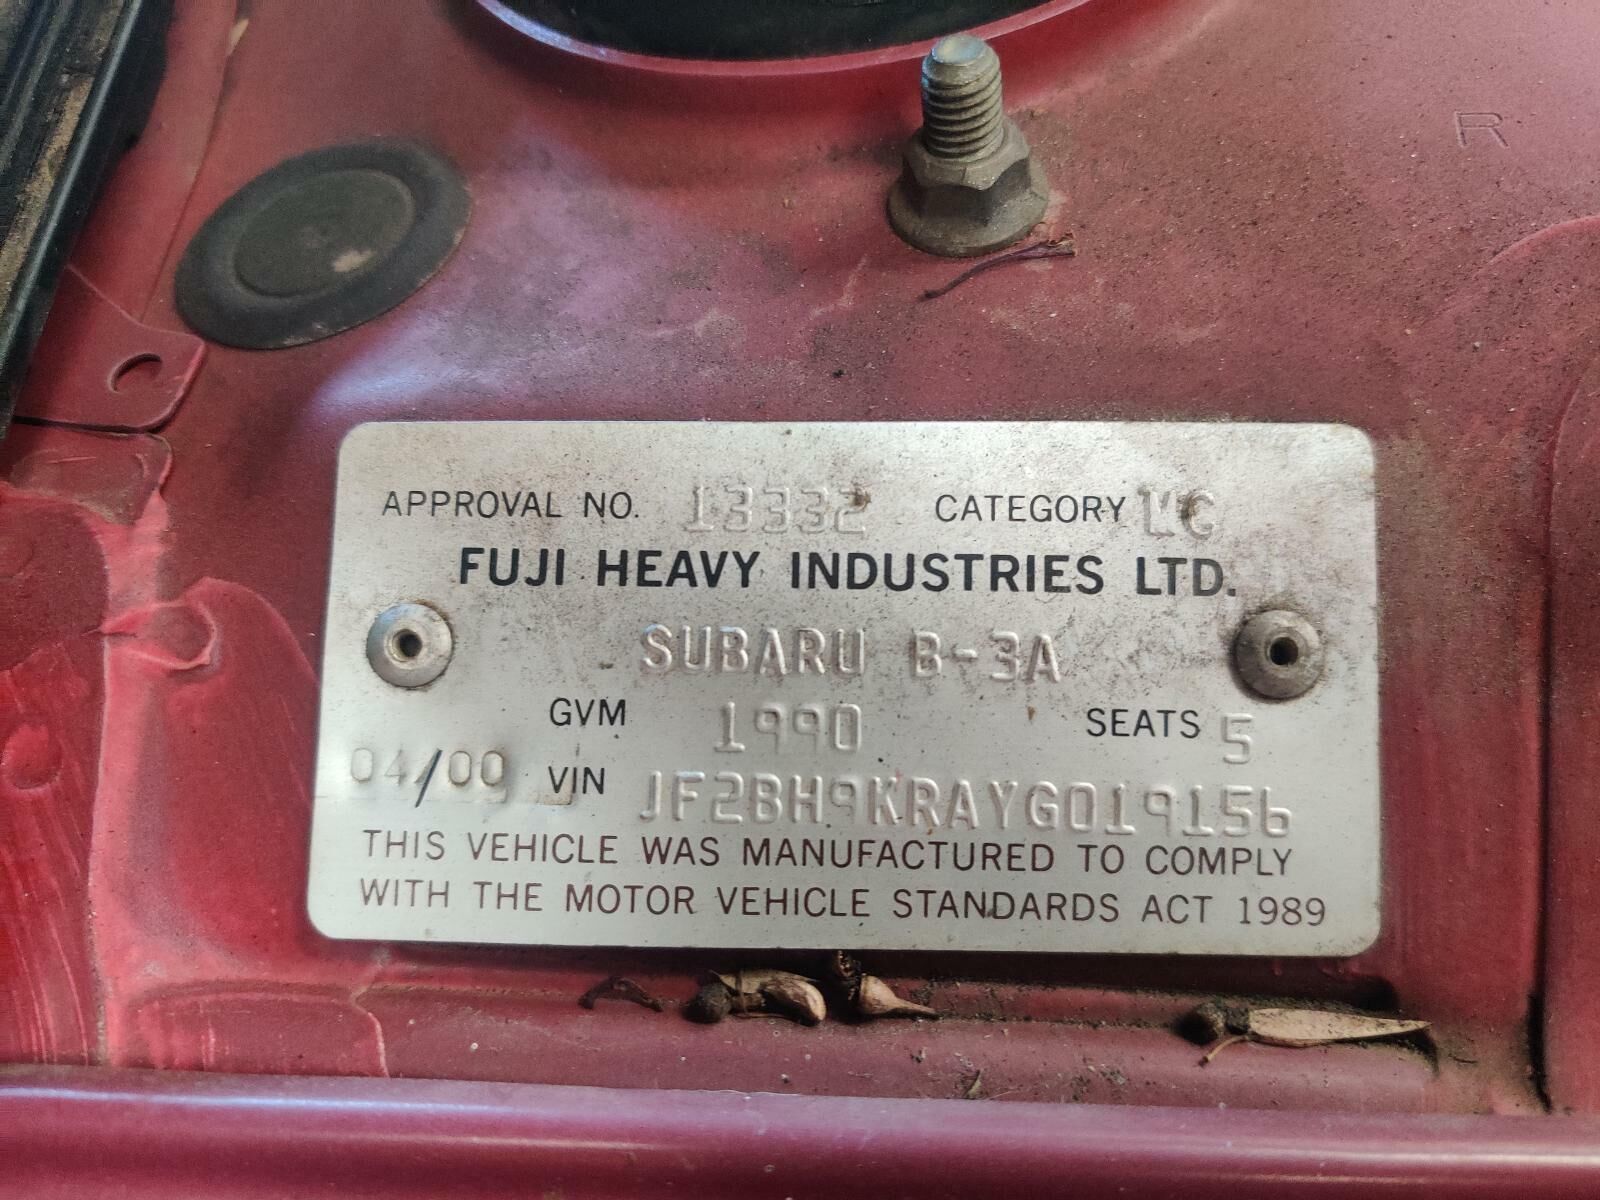 R
APPROVAL NO. 13332 CATEGORY MC
FUJI HEAVY INDUSTRIES LTD.
SUBARU B-3A
GVM 1990 SEATS 5
04/00 VIN JF2BH9KRAYG019156
THIS VEHICLE WAS MANUFACTURED TO COMPLY
WITH THE MOTOR VEHICLE STANDARDS ACT 1989